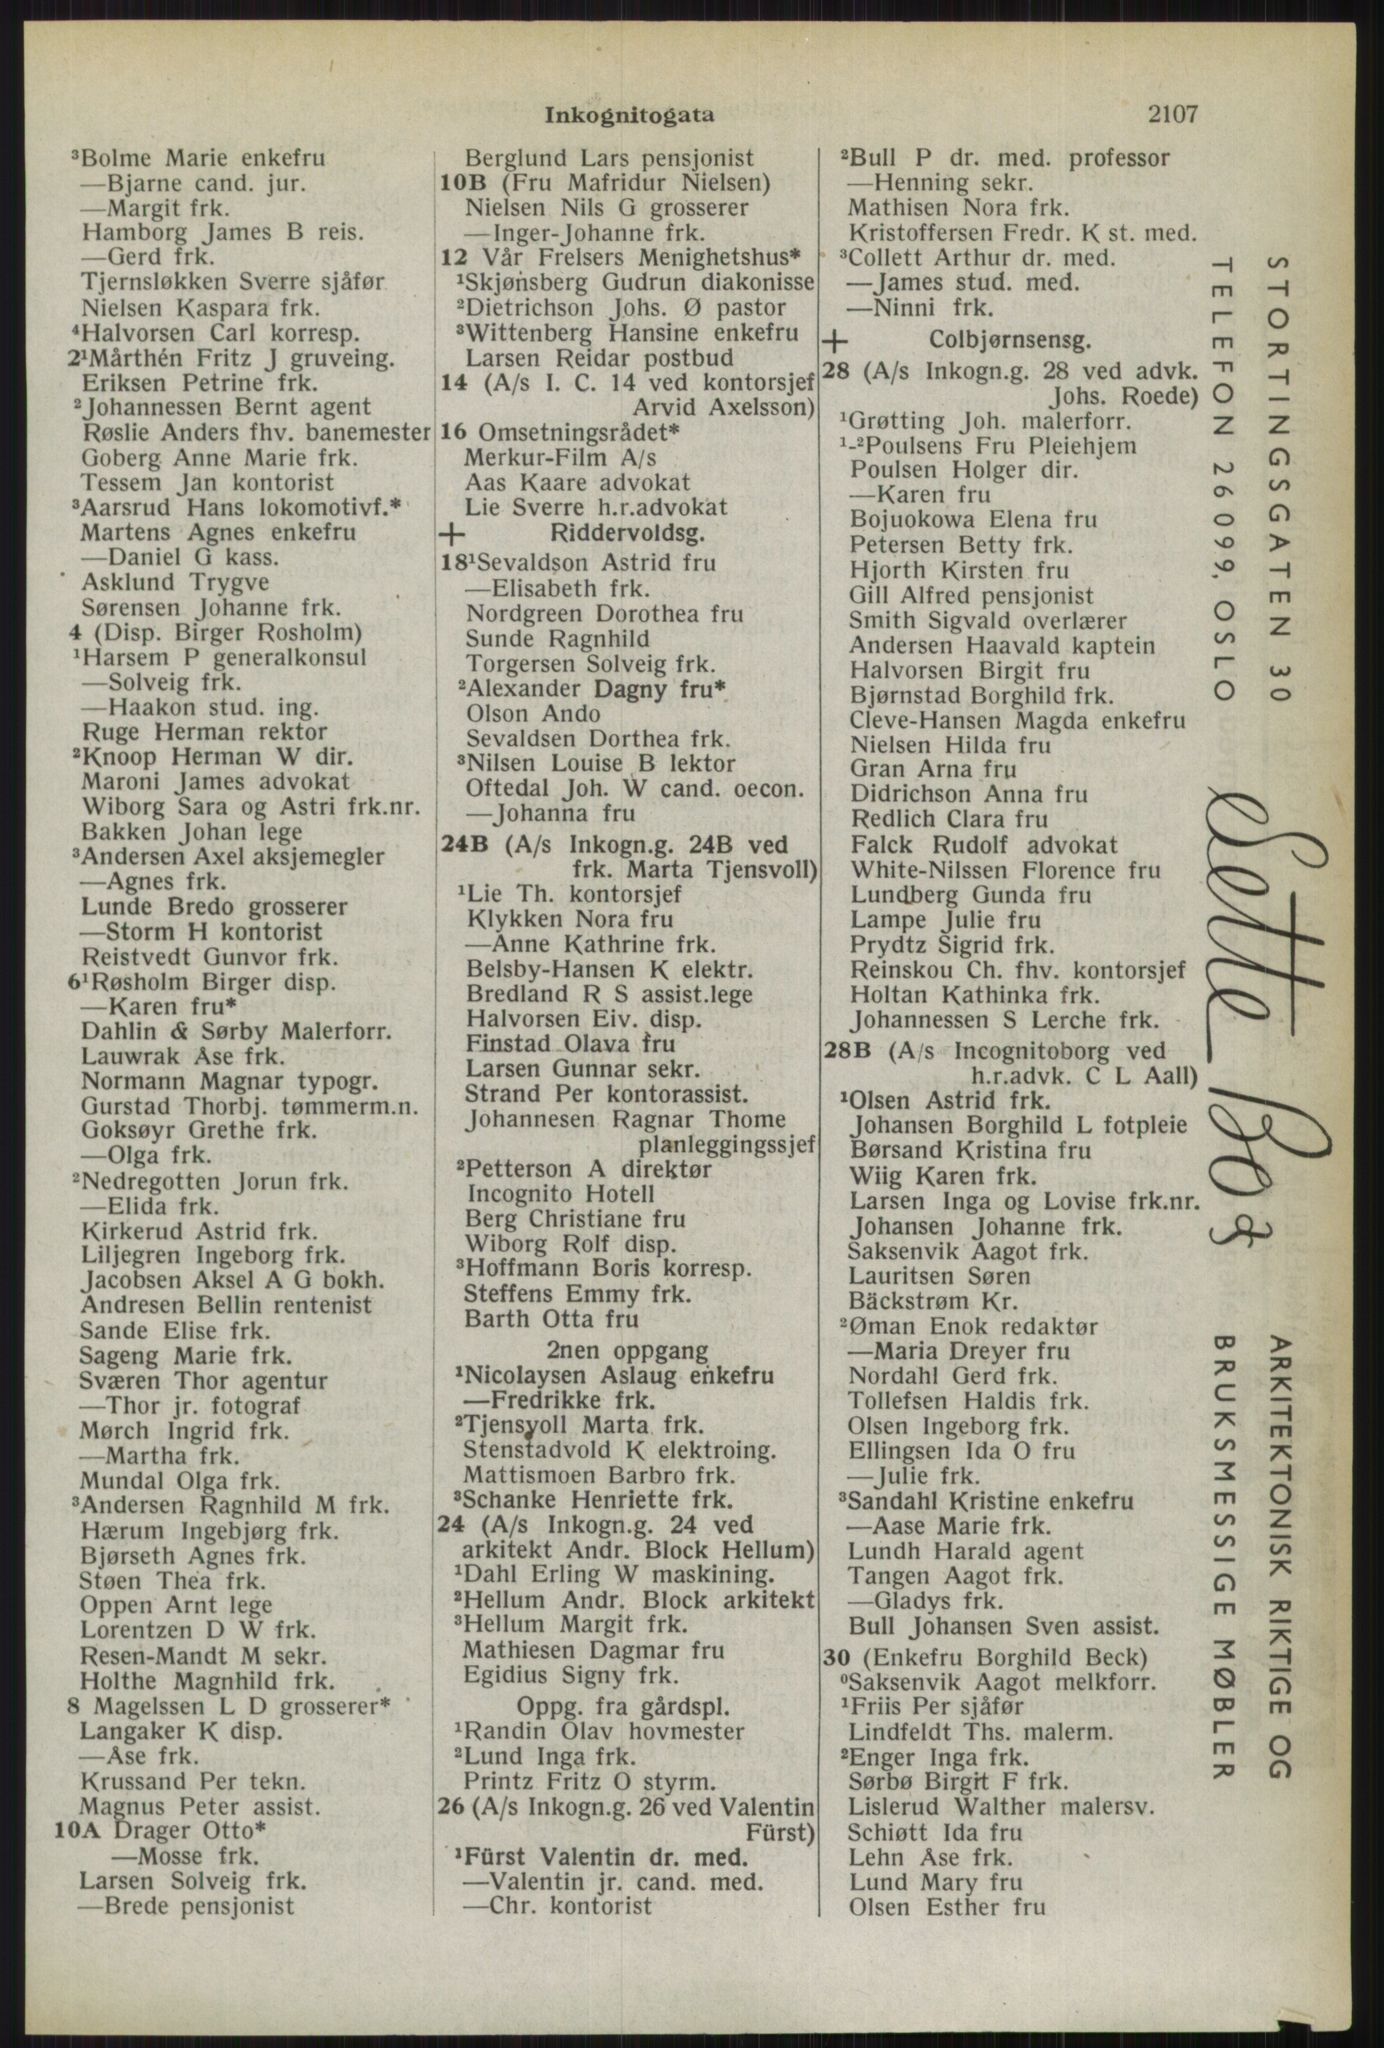 Inkognitogata
2107
³Bolme Marie enkefru
—Bjarne cand. jur.
—Margit frk.
Hamborg James B reis.
—Gerd frk.
Tjernsløkken Sverre sjåfør
Nielsen Kaspara frk.
⁴Halvorsen Carl korresp.
2¹Mårthén Fritz J gruveing.
Eriksen Petrine frk.
²Johannessen Bernt agent
Røslie Anders fhv. banemester
Goberg Anne Marie frk.
Tessem Jan kontorist
³Aarsrud Hans lokomotivf.*
Martens Agnes enkefru
—Daniel G kass.
Asklund Trygve
Sørensen Johanne frk.
4 (Disp. Birger Rosholm)
¹Harsem P generalkonsul
—Solveig frk.
—Haakon stud. ing.
Ruge Herman rektor
²Knoop Herman W dir.
Maroni James advokat
Wiborg Sara og Astri frk.nr.
Bakken Johan lege
³Andersen Axel aksjemegler
—Agnes frk.
Lunde Bredo grosserer
—Storm H kontorist
Reistvedt Gunvor frk.
6¹Røsholm Birger disp.
—Karen fru*
Dahlin & Sørby Malerforr.
Lauwrak Åse frk.
Normann Magnar typogr.
Gurstad Thorbj. tømmerm.n.
Goksøyr Grethe frk.
—Olga frk.
²Nedregotten Jorun frk.
—Elida frk.
Kirkerud Astrid frk.
Liljegren Ingeborg frk.
Jacobsen Aksel A G bokh.
Andresen Bellin rentenist
Sande Elise frk.
Sageng Marie frk.
Sværen Thor agentur
—Thor jr. fotograf
Mørch Ingrid frk.
—Martha frk.
Mundal Olga frk.
³Andersen Ragnhild M frk.
Hærum Ingebjørg frk.
Bjørseth Agnes frk.
Støen Thea frk.
Oppen Arnt lege
Lorentzen D W frk.
Resen-Mandt M sekr.
Holthe Magnhild frk.
8 Magelssen L D grosserer*
Langaker K disp.
—Åse frk.
Krussand Per tekn.
Magnus Peter assist.
10A Drager Otto*
—Mosse frk.
Larsen Solveig frk.
—Brede pensjonist
Berglund Lars pensjonist
10B (Fru Mafridur Nielsen)
Nielsen Nils G grosserer
—Inger-Johanne frk.
12 Vår Frelsers Menighetshus*
¹Skjønsberg Gudrun diakonisse
²Dietrichson Johs. Ø pastor
³Wittenberg Hansine enkefru
Larsen Reidar postbud
14 (A/s I. C. 14 ved kontorsjef
Arvid Axelsson)
16 Omsetningsrådet*
Merkur-Film A/s
Aas Kaare advokat
Lie Sverre h.r.advokat
+ Riddervoldsg.
18¹Sevaldson Astrid fru
—Elisabeth frk.
Nordgreen Dorothea fru
Sunde Ragnhild
Torgersen Solveig frk.
²Alexander Dagny fru*
Olson Ando
Sevaldsen Dorthea frk.
³Nilsen Louise B lektor
Oftedal Joh. W cand. oecon.
—Johanna fru
24B (A/s Inkogn.g. 24B ved
frk. Marta Tjensvoll)
¹Lie Th. kontorsjef
Klykken Nora fru
—Anne Kathrine frk.
Belsby-Hansen K elektr.
Bredland R S assist.lege
Halvorsen Eiv. disp.
Finstad Olava fru
Larsen Gunnar sekr.
Strand Per kontorassist.
Johannesen Ragnar Thome
planleggingssjef
²Petterson A direktør
Incognito Hotell
Berg Christiane fru
Wiborg Rolf disp.
³Hoffmann Boris korresp.
Steffens Emmy frk.
Barth Otta fru
2nen oppgang
¹Nicolaysen Aslaug enkefru
—Fredrikke frk.
²Tjensvoll Marta frk.
Stenstadvold K elektroing.
Mattismoen Barbro frk.
³Schanke Henriette frk.
24 (A/s Inkogn.g. 24 ved
arkitekt Andr. Block Hellum)
¹Dahl Erling W maskining.
²Hellum Andr. Block arkitekt
³Hellum Margit frk.
Mathiesen Dagmar fru
Egidius Signy frk.
Oppg. fra gårdspl.
¹Randin Olav hovmester
²Lund Inga frk.
Printz Fritz O styrm.
26 (A/s Inkogn.g. 26 ved Valentin
Fürst)
¹Fürst Valentin dr. med.
—Valentin jr. cand. med.
—Chr. kontorist
²Bull P dr. med. professor
—Henning sekr.
Mathisen Nora frk.
Kristoffersen Fredr. K st. med.
³Collett Arthur dr. med.
—James stud. med.
—Ninni frk.
+ Colbjørnsensg.
28 (A/s Inkogn.g. 28 ved advk.
Johs. Roede)
¹Grøtting Joh. malerforr.
¹-²Poulsens Fru Pleiehjem
Poulsen Holger dir.
—Karen fru
Bojuokowa Elena fru
Petersen Betty frk.
Hjorth Kirsten fru
Gill Alfred pensjonist
Smith Sigvald overlærer
Andersen Haavald kaptein
Halvorsen Birgit fru
Bjørnstad Borghild frk.
Cleve-Hansen Magda enkefru
Nielsen Hilda fru
Gran Arna fru
Didrichson Anna fru
Redlich Clara fru
Falck Rudolf advokat
White-Nilssen Florence fru
Lundberg Gunda fru
Lampe Julie fru
Prydtz Sigrid frk.
Reinskou Ch. fhv. kontorsjef
Holtan Kathinka frk.
Johannessen S Lerche frk.
28B (A/s Incognitoborg ved
h.r.advk. C L Aall)
¹Olsen Astrid frk.
Johansen Borghild L fotpleie
Børsand Kristina fru
Wiig Karen frk.
Larsen Inga og Lovise frk.nr.
Johansen Johanne frk.
Saksenvik Aagot frk.
Lauritsen Søren
Bäckstrøm Kr.
²Øman Enok redaktør
—Maria Dreyer fru
Nordahl Gerd frk.
Tollefsen Haldis frk.
Olsen Ingeborg frk.
Ellingsen Ida O fru
—Julie frk.
³Sandahl Kristine enkefru
—Aase Marie frk.
Lundh Harald agent
Tangen Aagot frk.
—Gladys frk.
Bull Johansen Sven assist.
30 (Enkefru Borghild Beck)
⁰Saksenvik Aagot melkforr.
¹Friis Per sjåfør
Lindfeldt Ths. malerm.
²Enger Inga frk.
Sørbø Birgit F frk.
Lislerud Walther malersv.
Schiøtt Ida fru
Lehn Åse frk.
Lund Mary fru
Olsen Esther fru
STORTINGSGATEN 30
TELEFON 26099, OSLO
Sette Bog
ARKITEKTONISK RIKTIGE OG
BRUKSMESSIGE MØBLER